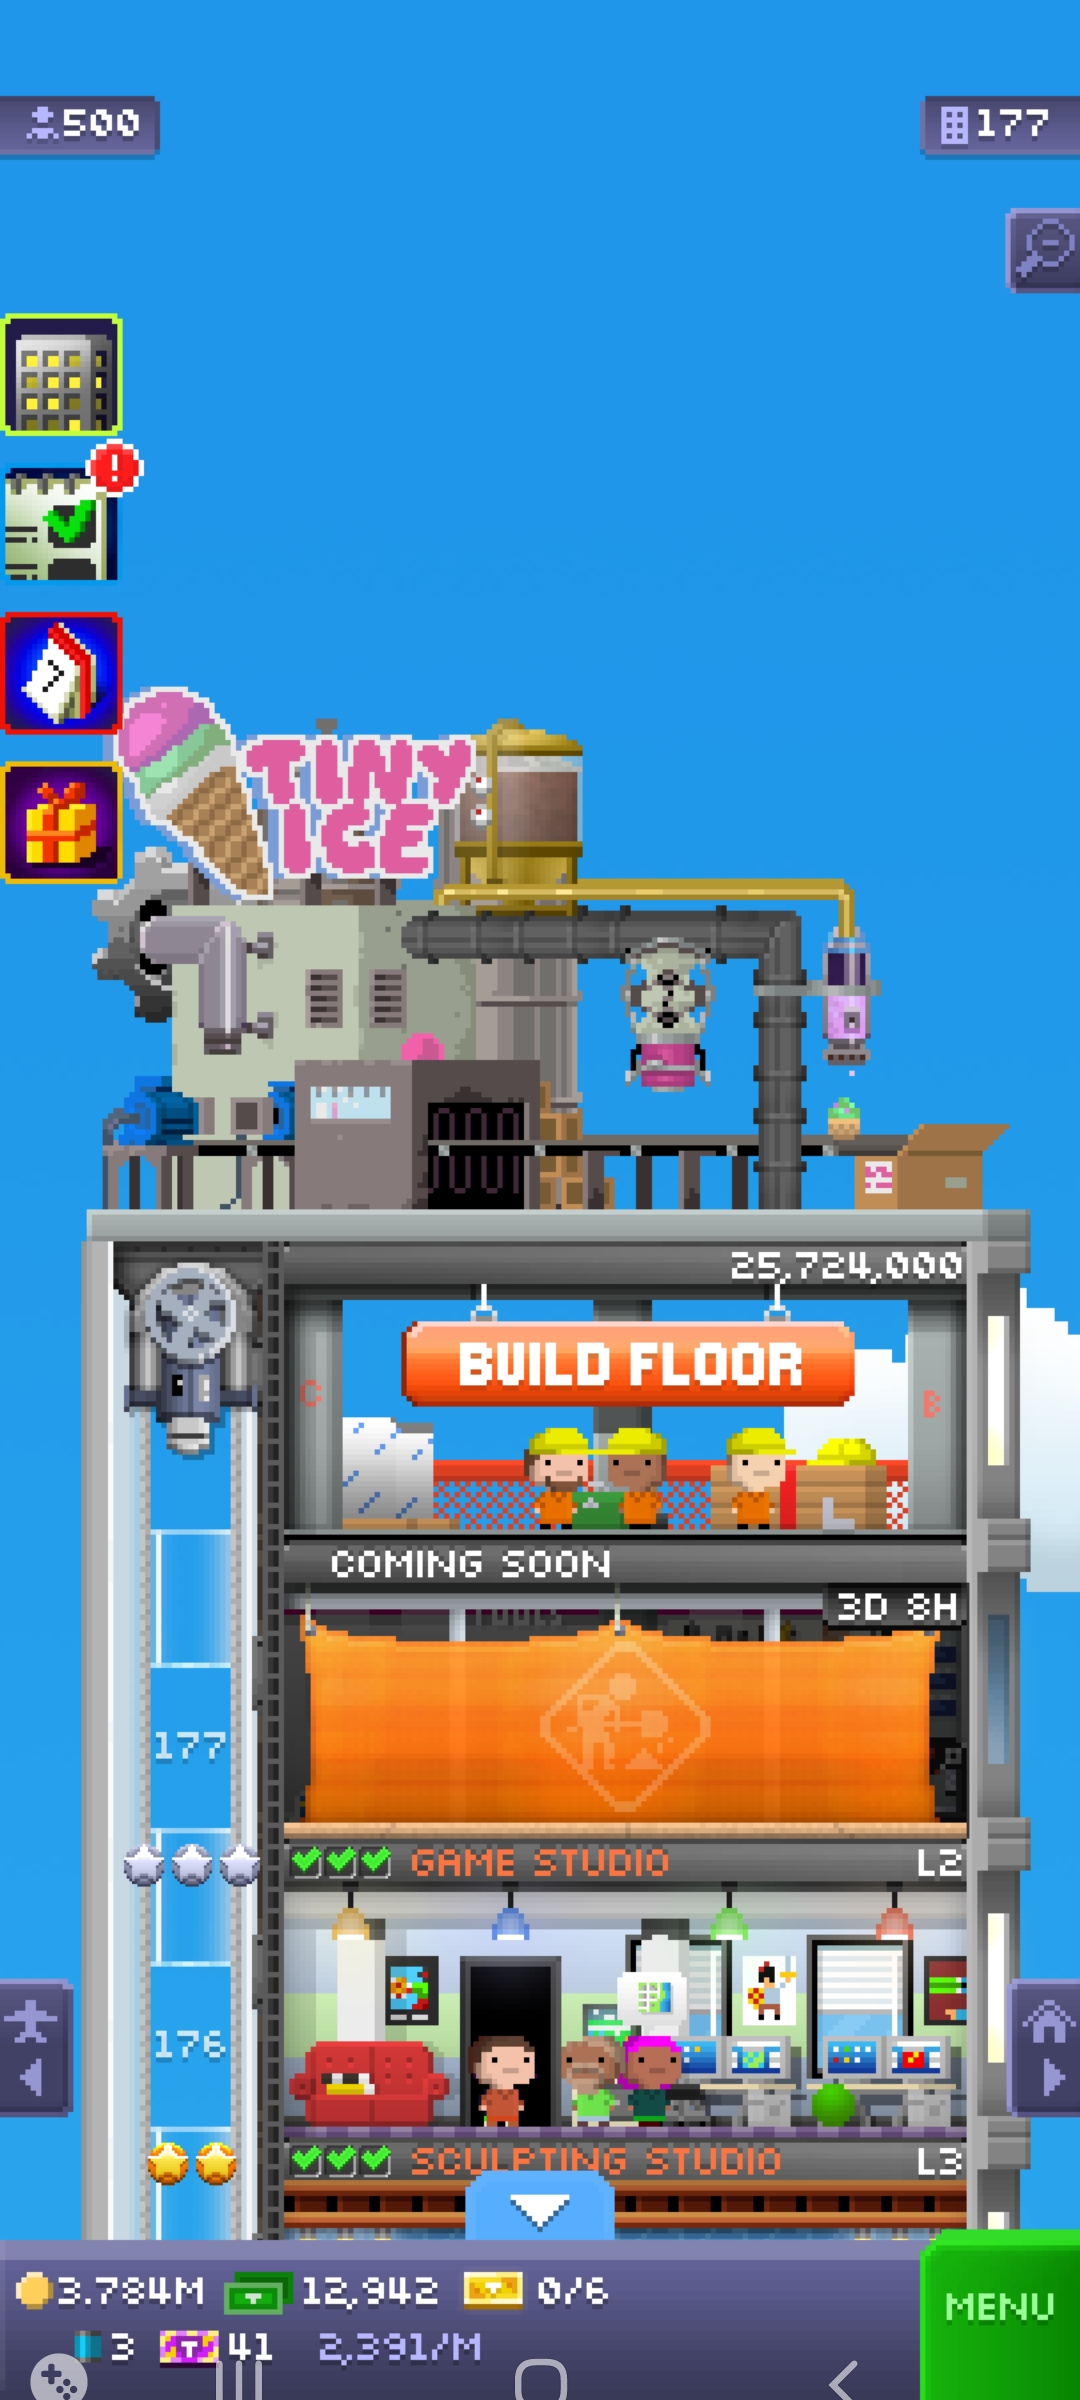 500
177
7
TINY
ICE
25,724,000
BUILD FLOOR
C
B
COMING SOON
3D 8H
177
GAME STUDIO
L2
176
SCULPTING STUDIO
L3
3.784M
12,942
0/6
MENU
3
T
41
2,391/M